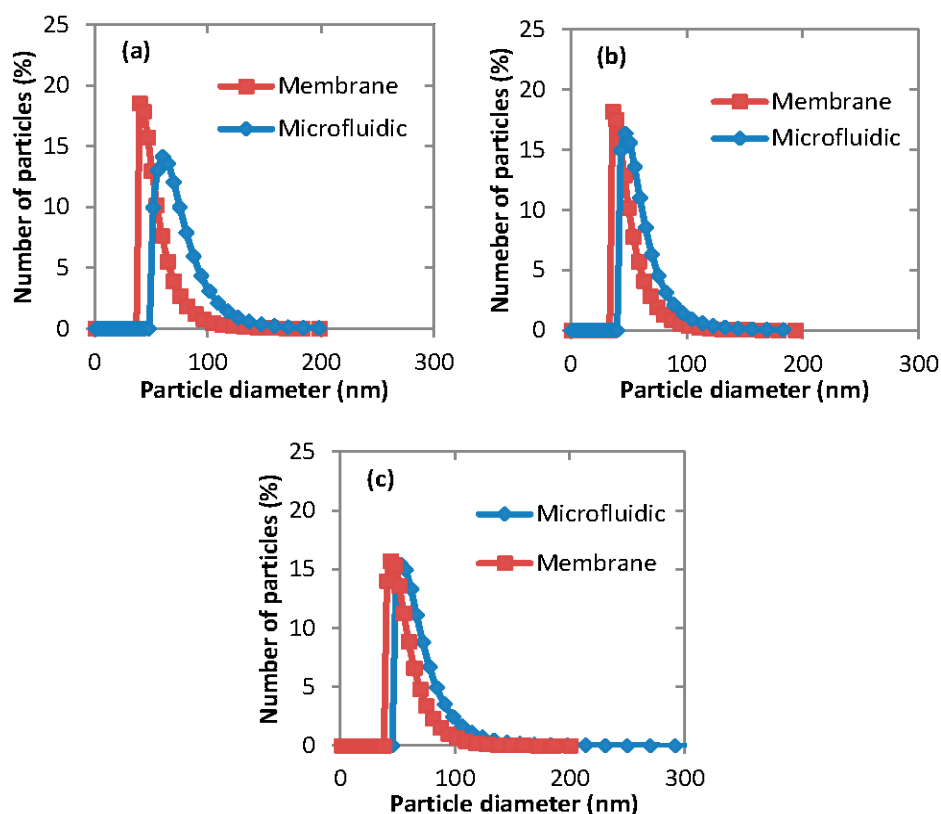 (a)
Number of particles (%)
25
20
15
10
5
0
Membrane
Microfluidic
0 100 200 300
Particle diameter (nm)
(b)
Numeber of particles (%)
25
20
15
10
5
0
Membrane
Microfluidic
0 100 200 300
Particle diameter (nm)
(c)
Number of particles (%)
25
20
15
10
5
0
Microfluidic
Membrane
0 100 200 300
Particle diameter (nm)